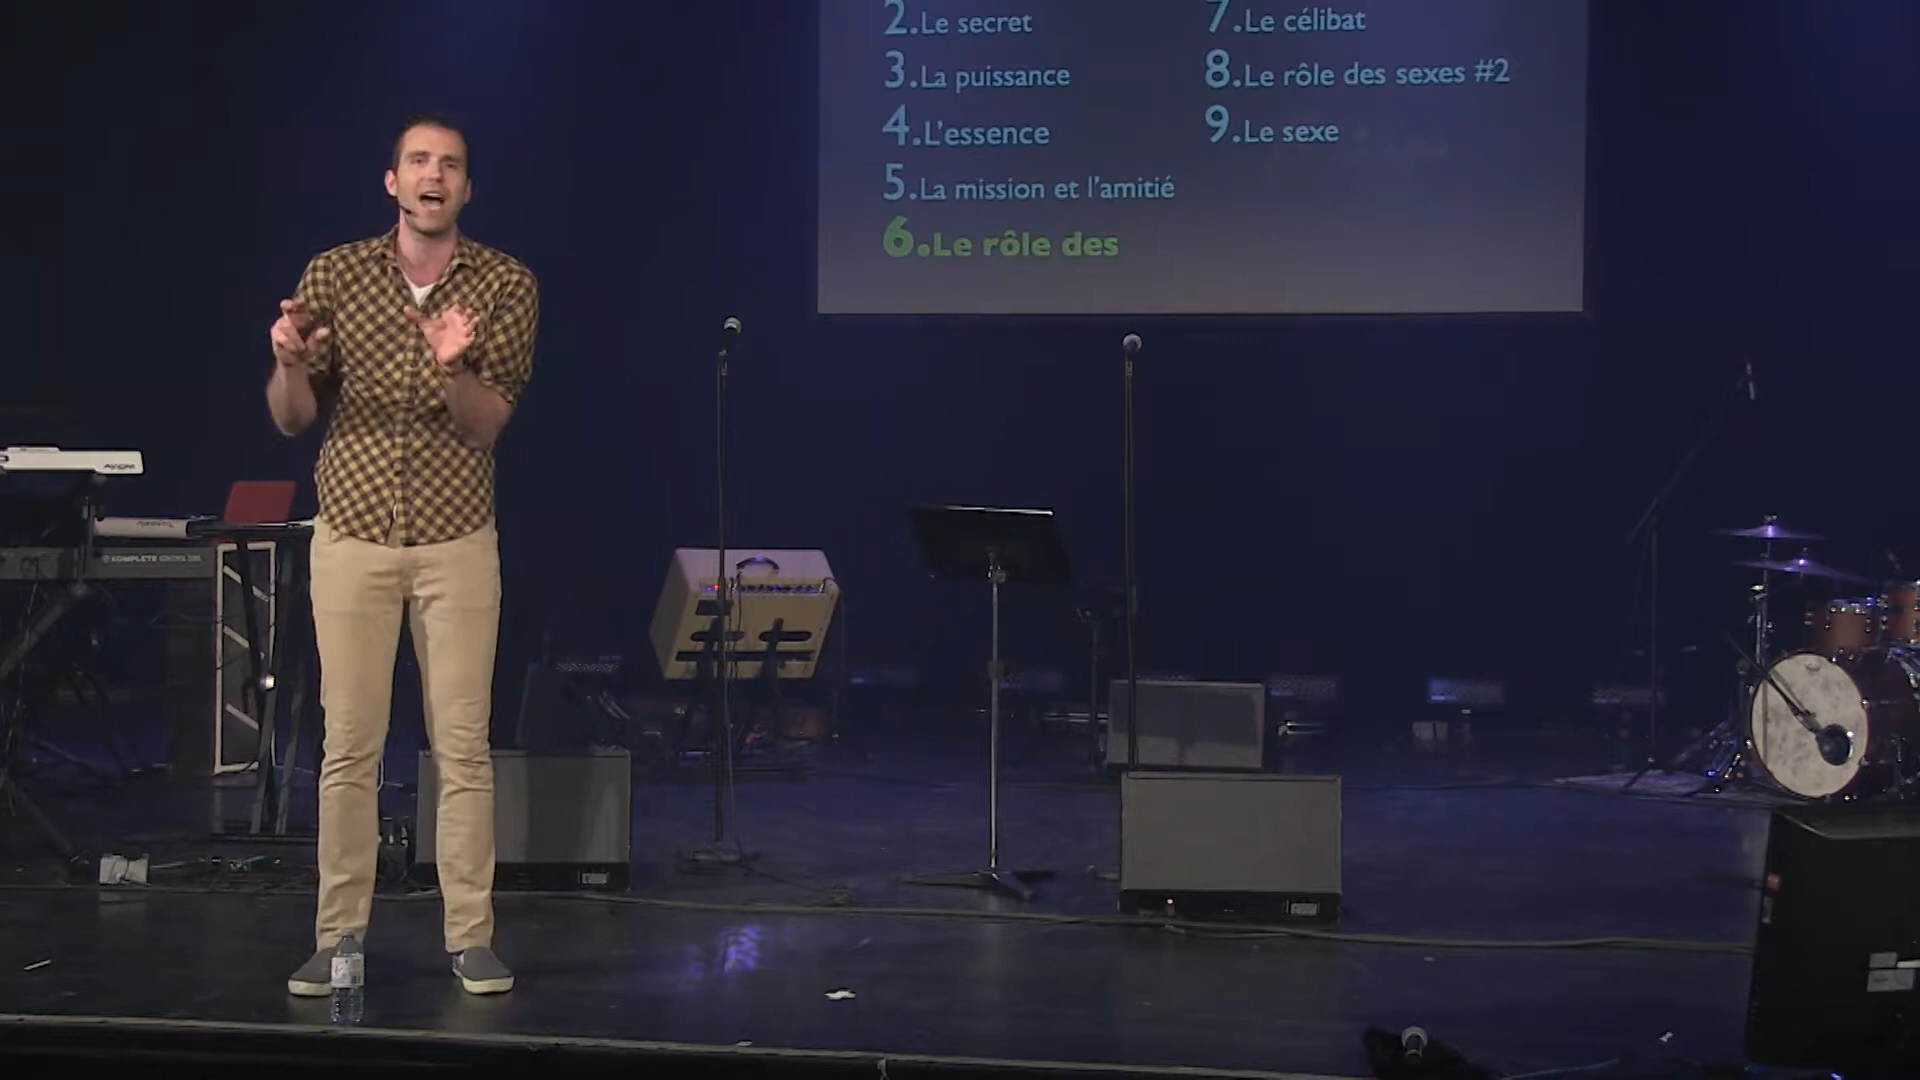 2.Le secret
3.La puissance
4.L'essence
5.La mission et l'amitié
6.Le rôle des
7.Le célibat
8.Le rôle des sexes #2
9.Le sexe
KOMPLETE